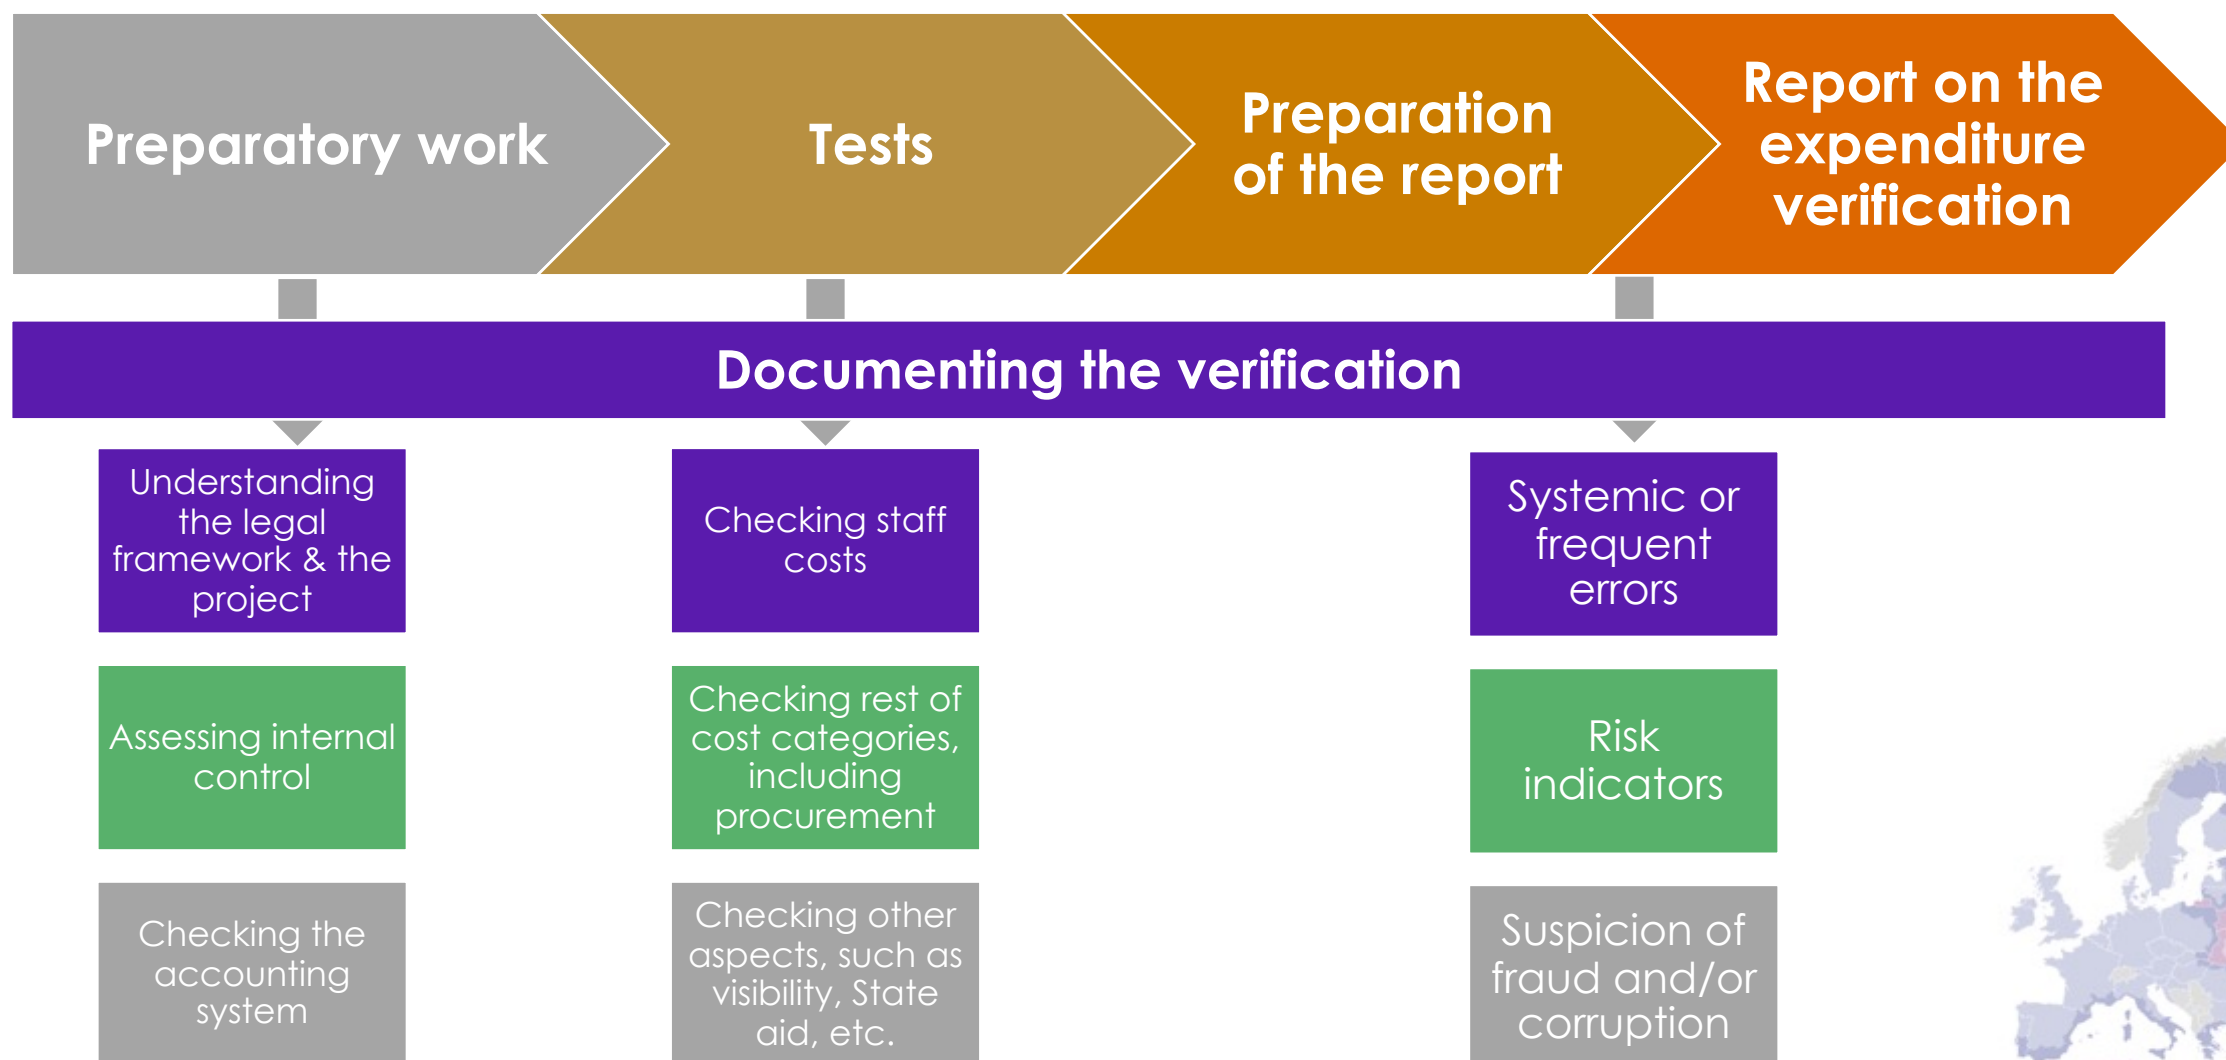 Preparatory work
Tests
Preparation
of the report
Report on the
expenditure
verification
Documenting the verification
Understanding
the legal
framework & the
project
Assessing internal
control
Checking the
accounting
system
Checking staff
costs
Checking rest of
cost categories,
including
procurement
Checking other
aspects, such as
visibility, State
aid, etc.
Systemic or
frequent
errors
Risk
indicators
Suspicion of
fraud and/or
corruption